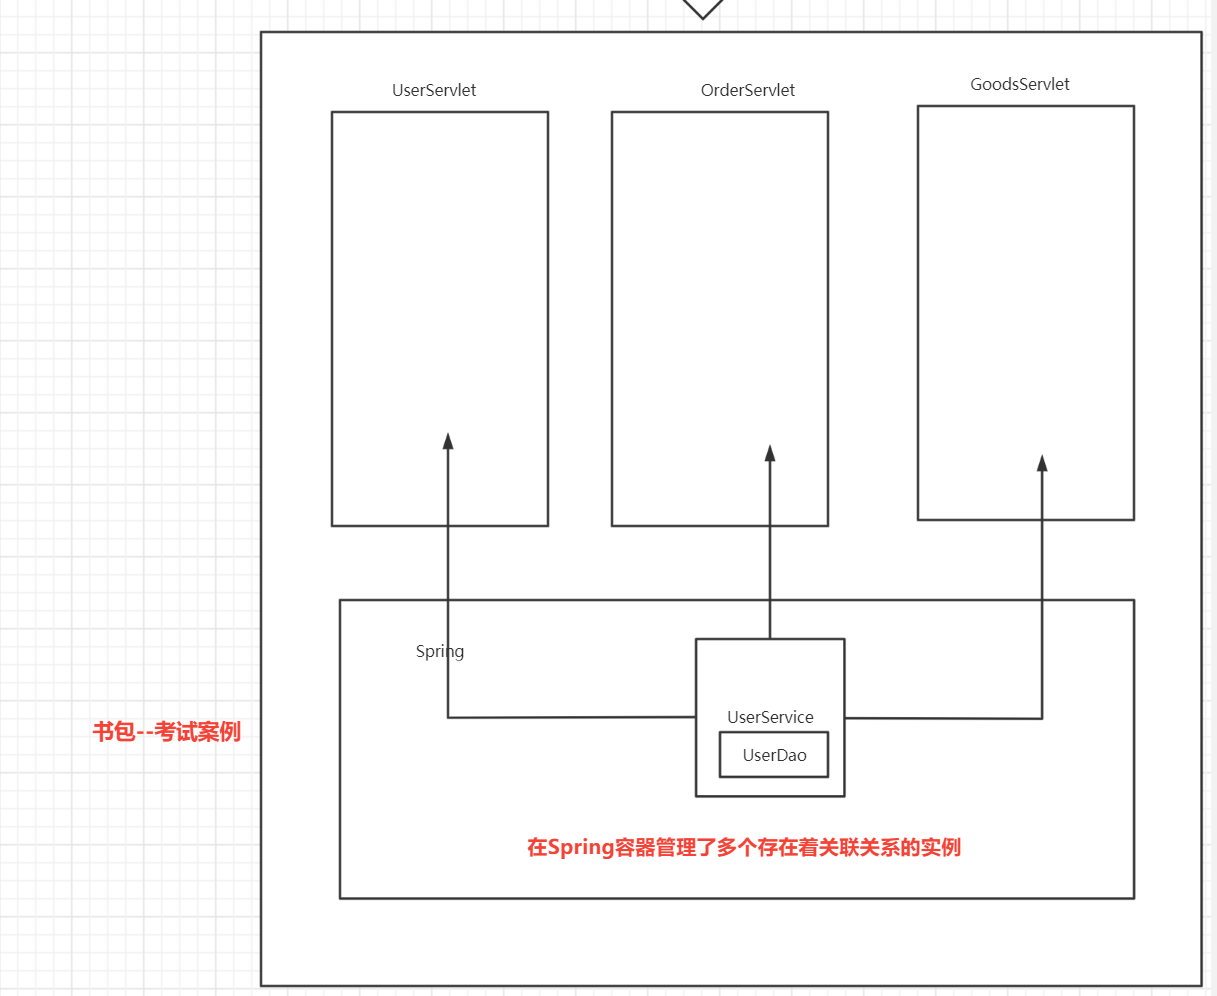 UserServlet
OrderServlet
GoodsServlet
Spring
UserService
UserDao
书包--考试案例
在Spring容器管理了多个存在着关联关系的实例